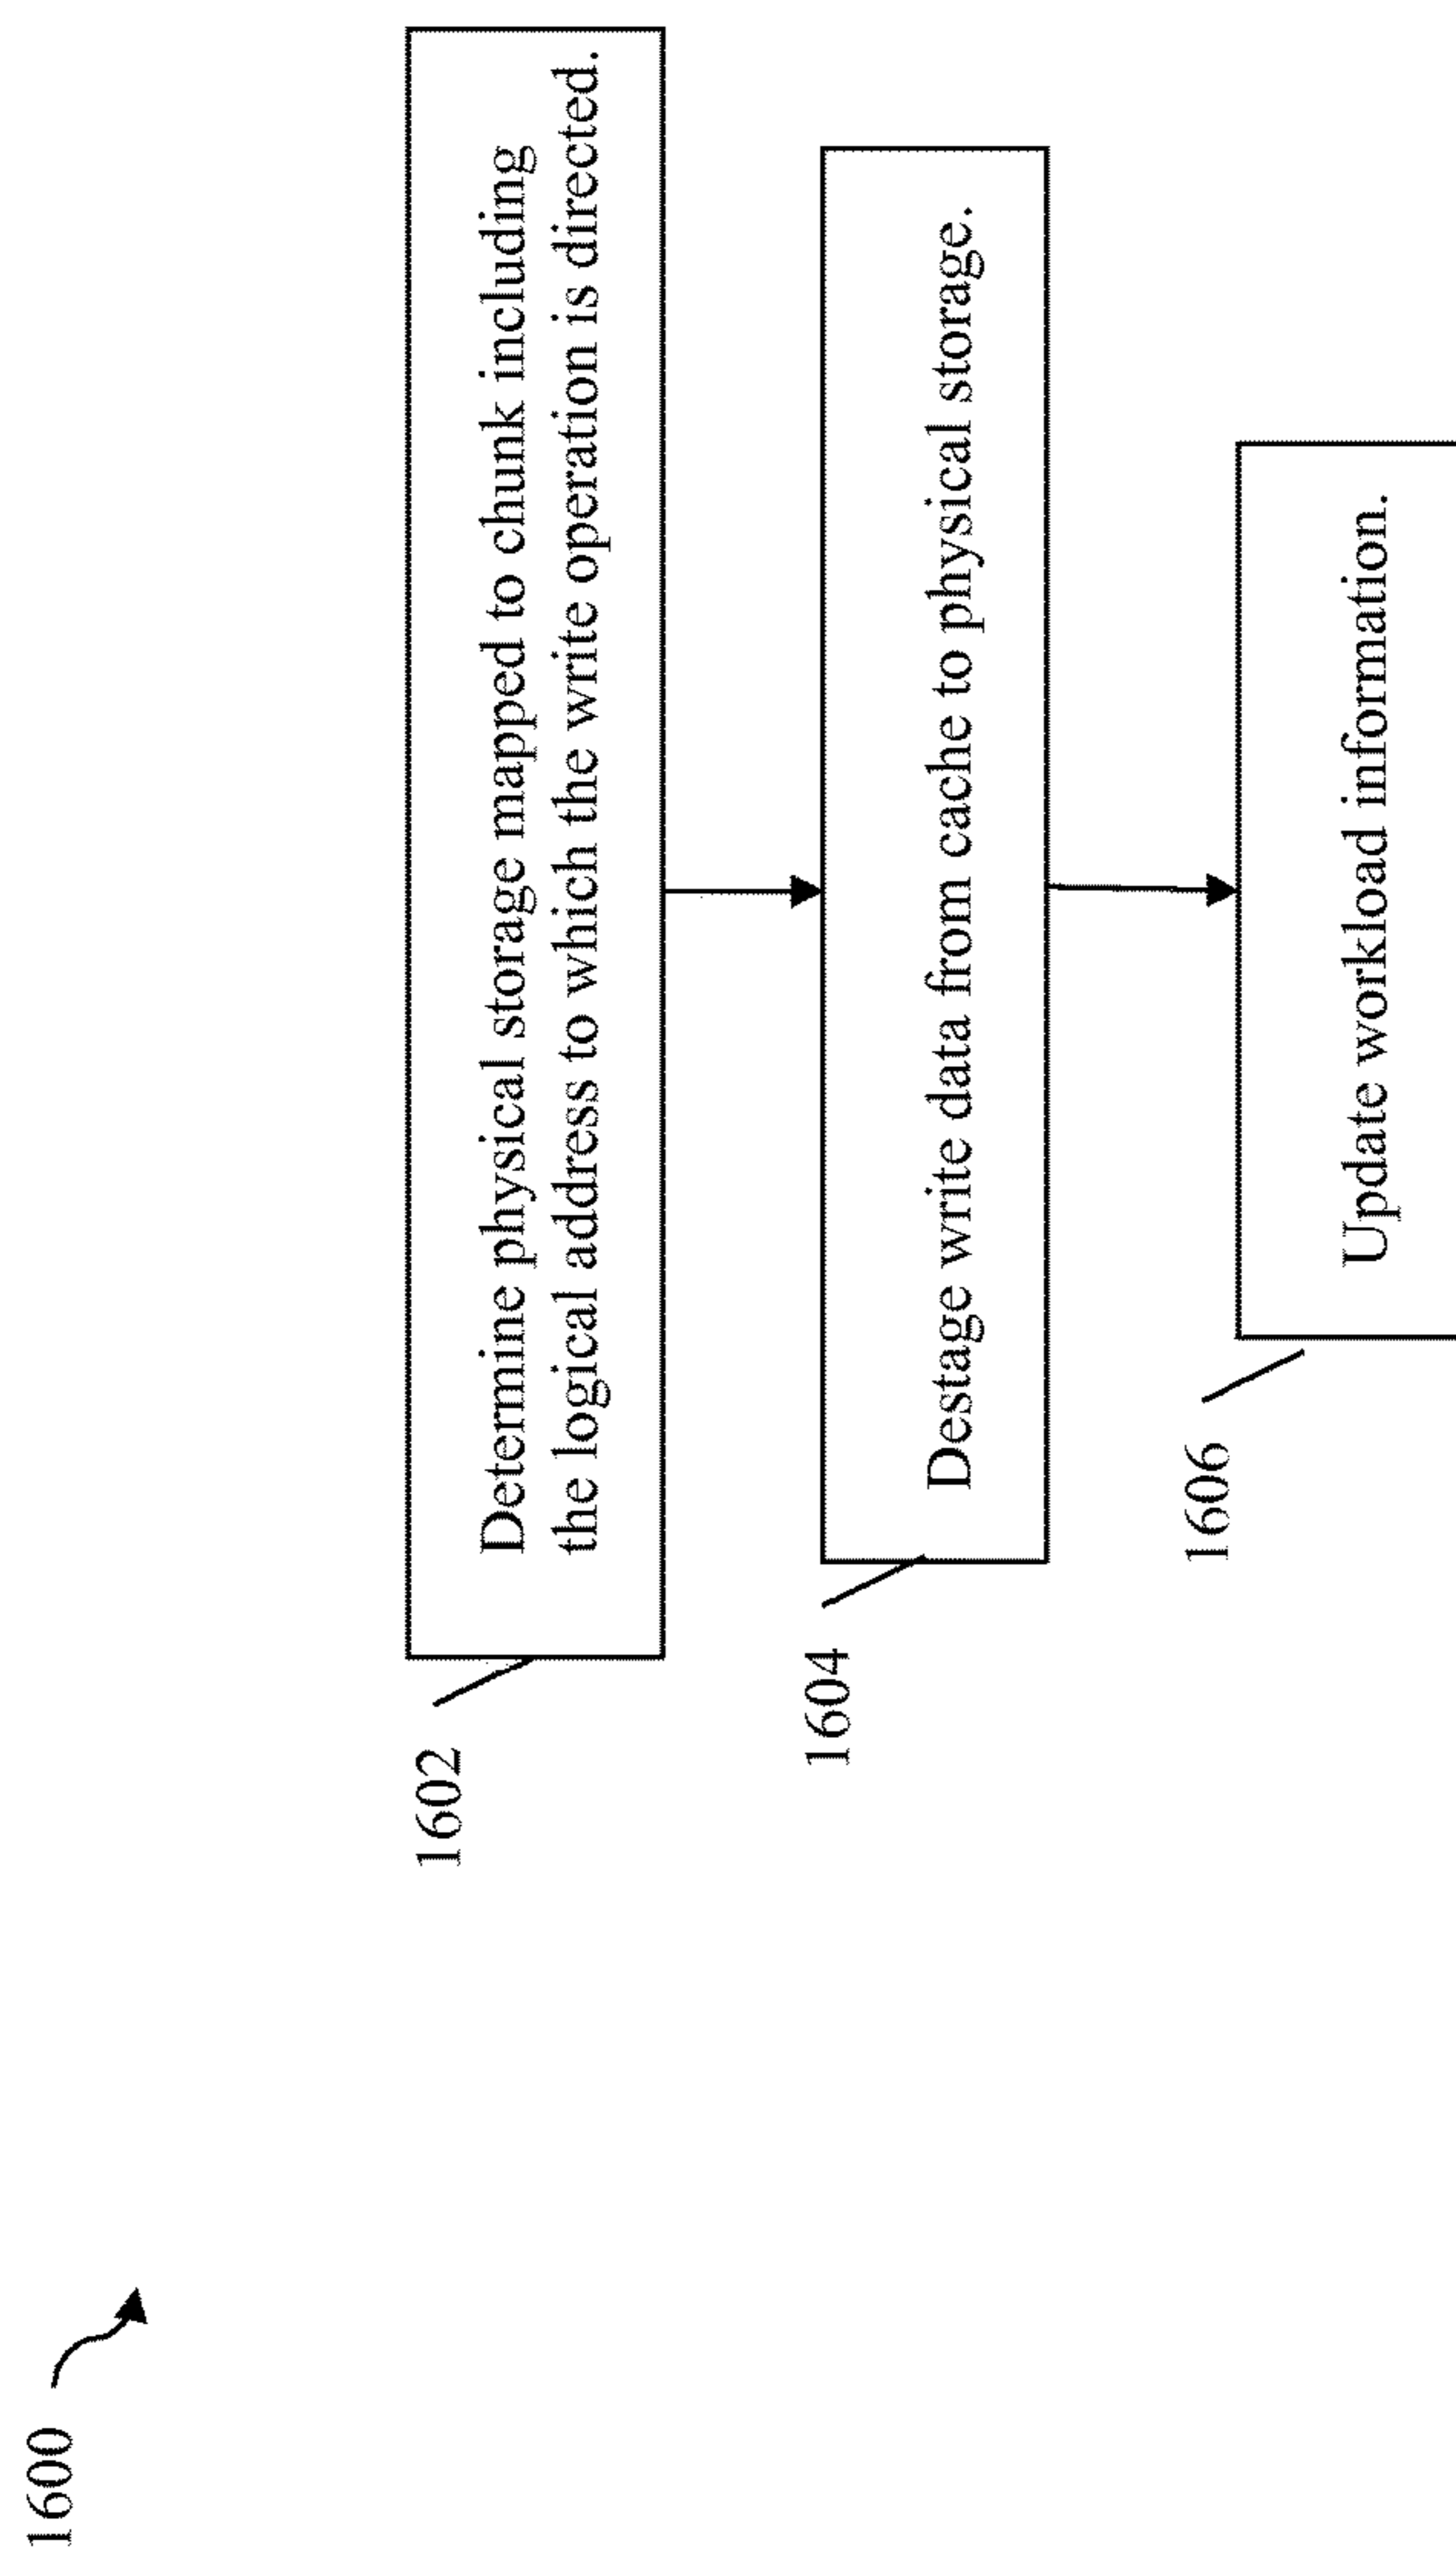 1600
1602
Determine physical storage mapped to chunk including
the logical address to which the write operation is directed.
1604
Destage write data from cache to physical storage.
1606
Update workload information.